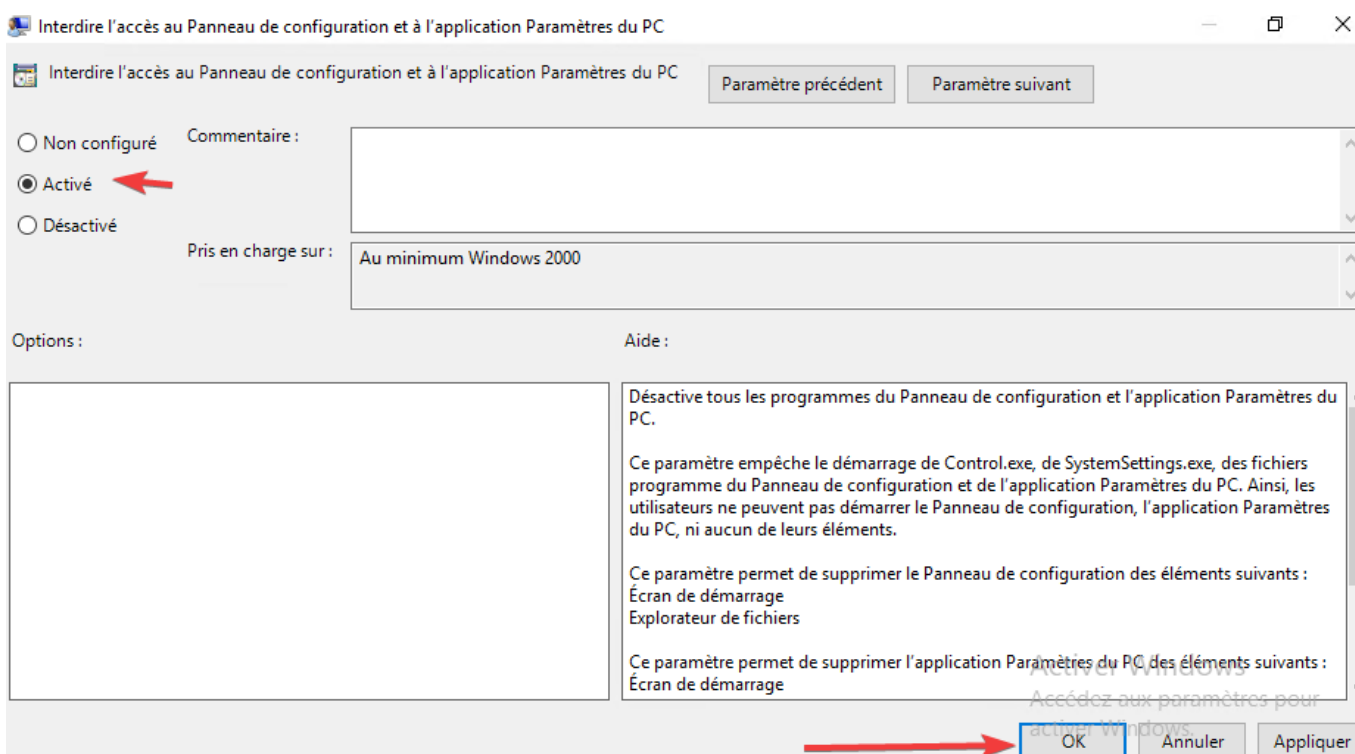 Interdire l'accès au Panneau de configuration et à l'application Paramètres du PC
Interdire l'accès au Panneau de configuration et à l'application Paramètres du PC
Paramètre précédent
Paramètre suivant
Non configuré
Commentaire :
Activé
Désactivé
Pris en charge sur :
Au minimum Windows 2000
Options :
Aide :
Désactive tous les programmes du Panneau de configuration et l'application Paramètres du
PC.
Ce paramètre empêche le démarrage de Control.exe, de SystemSettings.exe, des fichiers
programme du Panneau de configuration et de l'application Paramètres du PC. Ainsi, les
utilisateurs ne peuvent pas démarrer le Panneau de configuration, l'application Paramètres
du PC, ni aucun de leurs éléments.
Ce paramètre permet de supprimer le Panneau de configuration des éléments suivants :
Écran de démarrage
Explorateur de fichiers
Ce paramètre permet de supprimer l'application Paramètres du PC des éléments suivants :
Écran de démarrage
Activer Windows
Accédez aux paramètres pour
activer Windows.
OK
Annuler
Appliquer